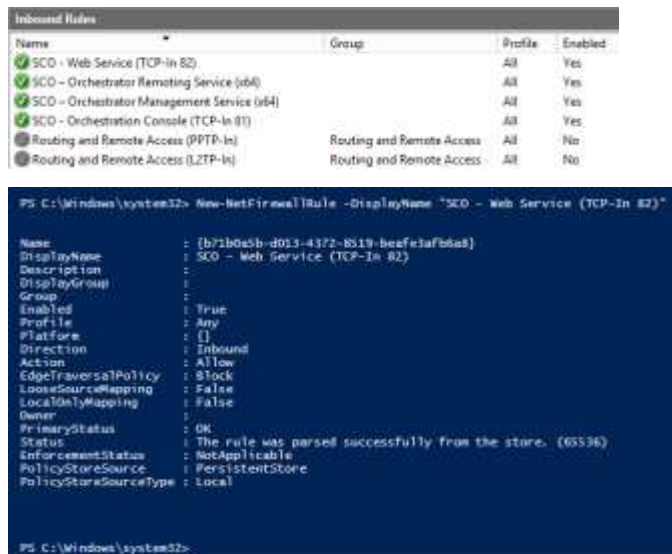 Inbound Rules
Name Group Profile Enabled
SCO - Web Service (TCP-In 82) All Yes
SCO - Orchestrator Remoting Service (x64) All Yes
SCO - Orchestrator Management Service (x64) All Yes
SCO - Orchestration Console (TCP-In 81) All Yes
Routing and Remote Access (PPTP-In) Routing and Remote Access All No
Routing and Remote Access (L2TP-In) Routing and Remote Access All No
PS C:\Windows\system32> New-NetFirewallRule -DisplayName "SCO - Web Service (TCP-In 82)"
Name : {b71b0a5b-d013-4372-8519-beefe3afb6a8}
DisplayName : SCO - Web Service (TCP-In 82)
Description :
DisplayGroup :
Group :
Enabled : True
Profile : Any
Platform : {}
Direction : Inbound
Action : Allow
EdgeTraversalPolicy : Block
LooseSourceMapping : False
LocalOnlyMapping : False
Owner :
PrimaryStatus : OK
Status : The rule was parsed successfully from the store. (65536)
EnforcementStatus : NotApplicable
PolicyStoreSource : PersistentStore
PolicyStoreSourceType : Local
PS C:\Windows\system32>